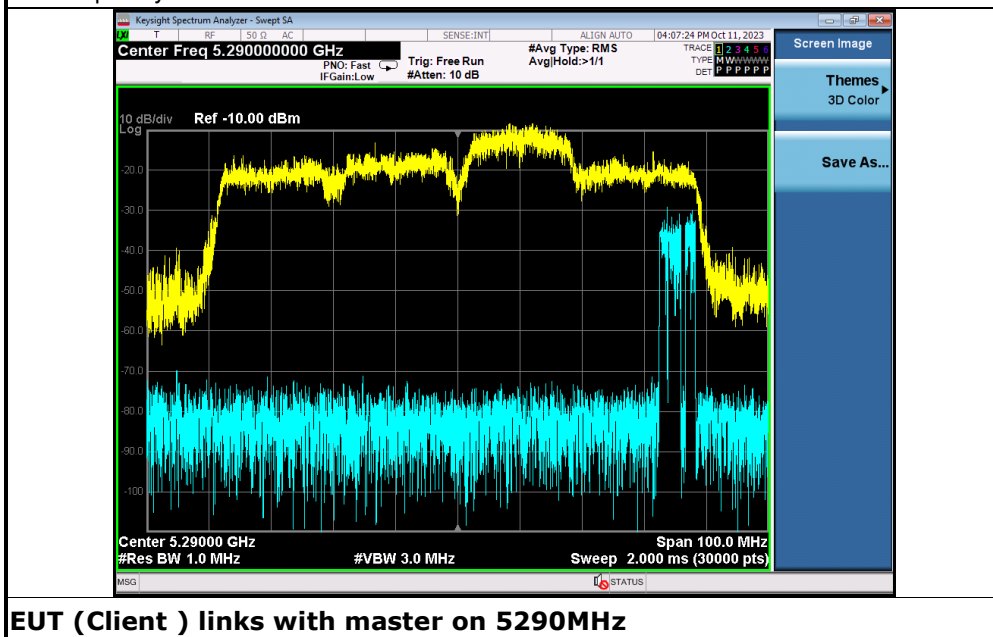 Keysight Spectrum Analyzer - Swept SA
LXI T RF 50 Ω AC SENSE:INT ALIGN AUTO 04:07:24 PM Oct 11, 2023
Center Freq 5.290000000 GHz
PNO: Fast
IFGain:Low
Trig: Free Run
#Atten: 10 dB
#Avg Type: RMS
Avg|Hold:>1/1
TRACE 1 2 3 4 5 6
TYPE M W W W W W
DET P P P P P P
Screen Image
Themes
3D Color
Save As...
10 dB/div Ref -10.00 dBm
Log
-20.0
-30.0
-40.0
-50.0
-60.0
-70.0
-80.0
-90.0
-100
Center 5.29000 GHz Span 100.0 MHz
#Res BW 1.0 MHz #VBW 3.0 MHz Sweep 2.000 ms (30000 pts)
MSG STATUS
EUT (Client ) links with master on 5290MHz